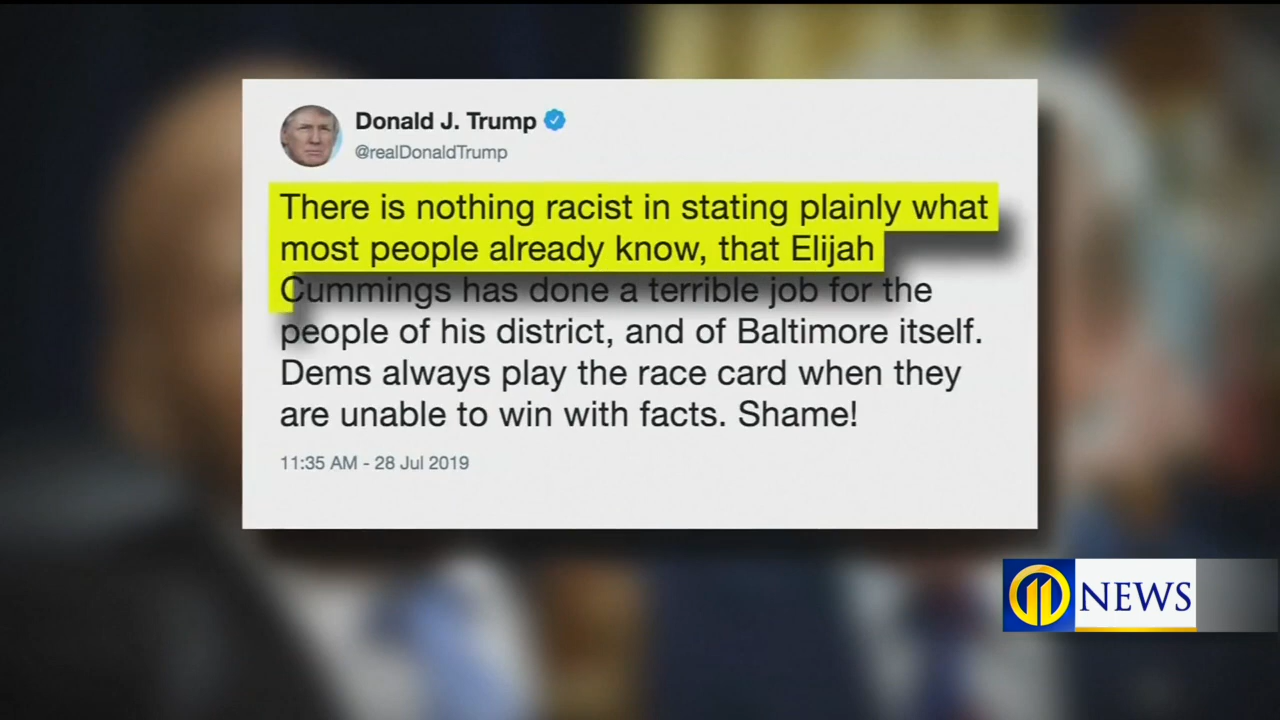 Donald J. Trump
@realDonaldTrump
There is nothing racist in stating plainly what
most people already know, that Elijah
Cummings has done a terrible job for the
people of his district, and of Baltimore itself.
Dems always play the race card when they
are unable to win with facts. Shame!
11:35 AM - 28 Jul 2019
11 NEWS